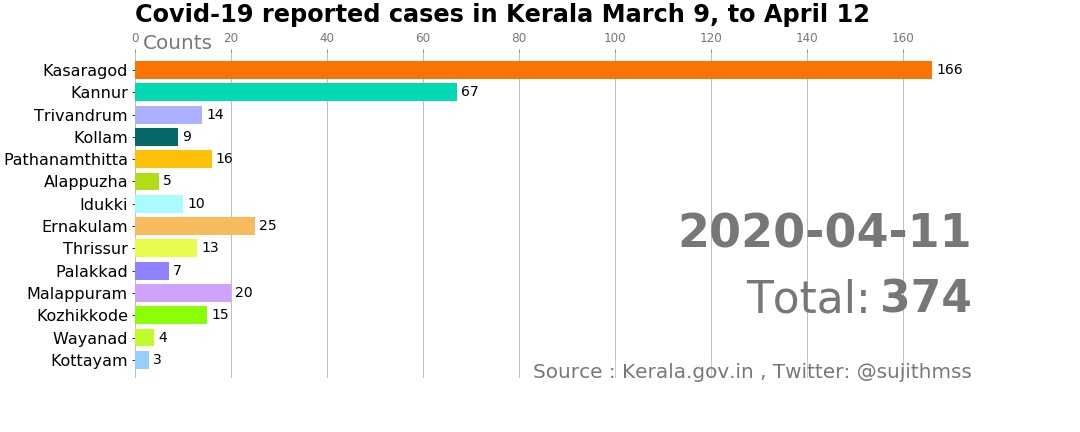 Covid-19 reported cases in Kerala March 9, to April 12
0 20 40 60 80 100 120 140 160
Counts
Kasaragod 166
Kannur 67
Trivandrum 14
Kollam 9
Pathanamthitta 16
Alappuzha 5
Idukki 10
Ernakulam 25
Thrissur 13
Palakkad 7
Malappuram 20
Kozhikkode 15
Wayanad 4
Kottayam 3
2020-04-11
Total: 374
Source : Kerala.gov.in , Twitter: @sujithmss